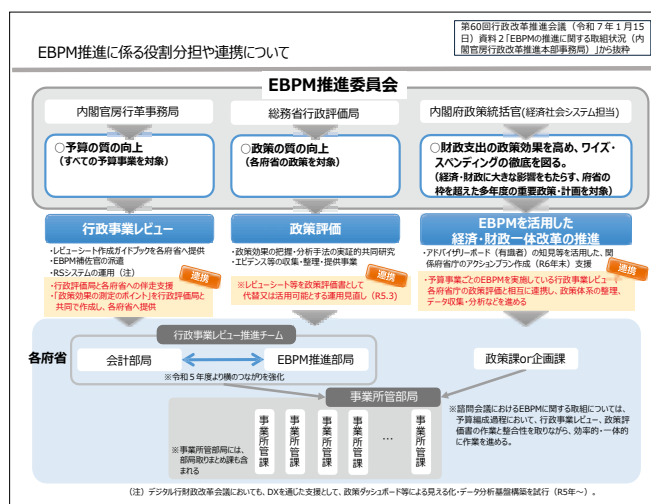 第60回行政改革推進会議（令和７年１月15
日）資料２「EBPMの推進に関する取組状況（内
閣官房行政改革推進本部事務局）」から抜粋
EBPM推進に係る役割分担や連携について
EBPM推進委員会
内閣官房行革事務局
総務省行政評価局
内閣府政策統括官(経済社会システム担当)
○予算の質の向上
（すべての予算事業を対象）
○政策の質の向上
（各府省の政策を対象）
○財政支出の政策効果を高め、ワイズ・
スペンディングの徹底を図る。
（経済・財政に大きな影響をもたらす、府省の
枠を超えた多年度の重要政策・計画を対象）
行政事業レビュー
政策評価
EBPMを活用した
経済・財政一体改革の推進
・レビューシート作成ガイドブックを各府省へ提供
・EBPM補佐官の派遣
・RSシステムの運用（注）
連携
・行政評価局と各府省への伴走支援
・「政策効果の測定のポイント」を行政評価局と
共同で作成し、各府省へ提供
・政策効果の把握・分析手法の実証的共同研究
・エビデンス等の収集・整理・提供事業
連携
※レビューシート等を政策評価書として
代替又は活用可能とする運用見直し（R5.3）
・アドバイザリーボード（有識者）の知見等を活用した、関
係府省庁のアクションプラン作成（R6年末）支援
連携
・予算事業ごとのEBPMを実施している行政事業レビューや
各府省庁の政策評価と相互に連携し、政策体系の整理、
データ収集・分析などを進める
各府省
行政事業レビュー推進チーム
会計部局
EBPM推進部局
※令和５年度より横のつながりを強化
政策課or企画課
事業所管部局
※事業所管部局には、
部局取りまとめ課も含
まれる
事業所管課
事業所管課
事業所管課
事業所管課
…
事業所管課
※諮問会議におけるEBPMに関する取組については、
予算編成過程において、行政事業レビュー、政策評
価書の作業と整合性を取りながら、効率的・一体的
に作業を進める。
（注）デジタル行財政改革会議においても、DXを通じた支援として、政策ダッシュボード等による見える化・データ分析基盤構築を試行（R5年～）。